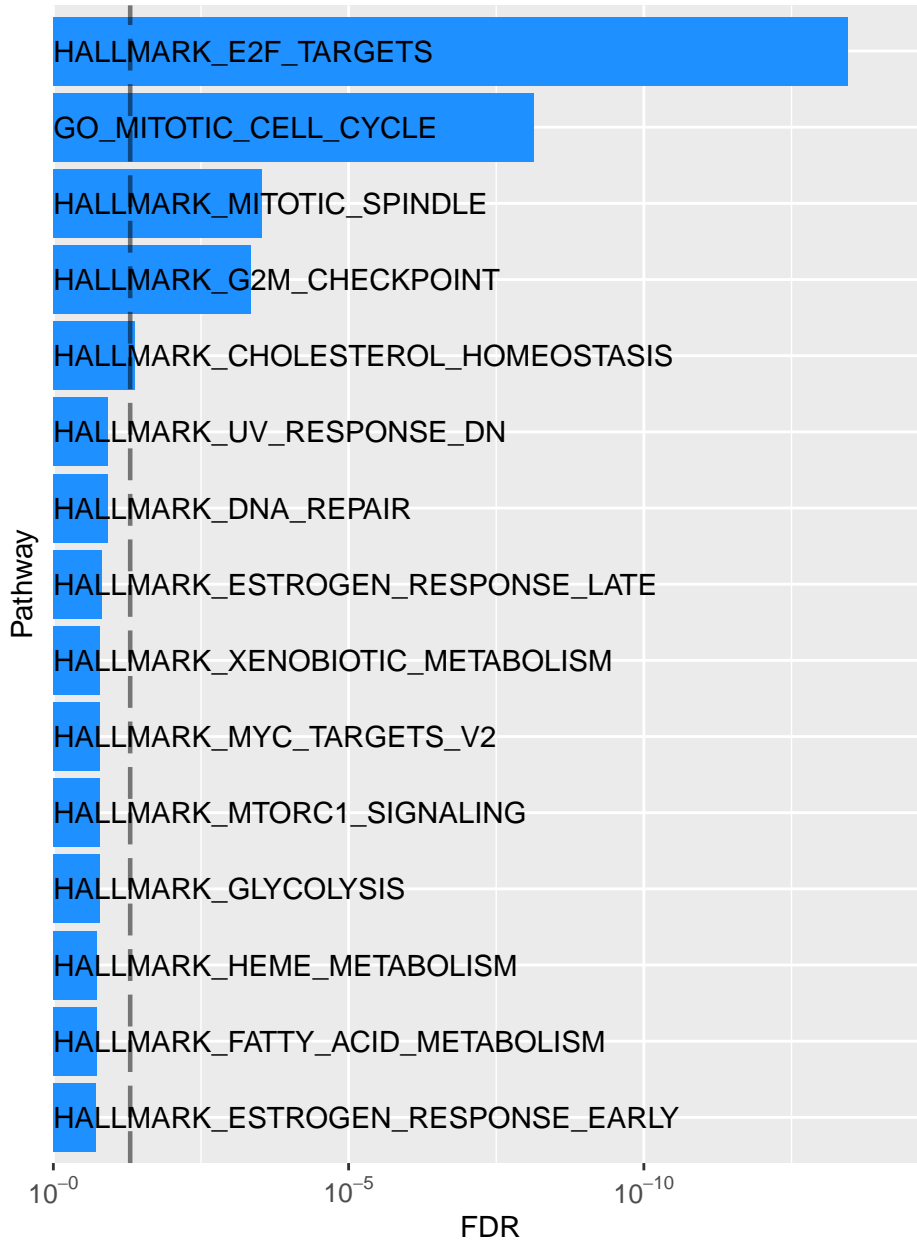 HALLMARK_E2F_TARGETS
GO_MITOTIC_CELL_CYCLE
HALLMARK_MITOTIC_SPINDLE
HALLMARK_G2M_CHECKPOINT
HALLMARK_CHOLESTEROL_HOMEOSTASIS
HALLMARK_UV_RESPONSE_DN
HALLMARK_DNA_REPAIR
HALLMARK_ESTROGEN_RESPONSE_LATE
HALLMARK_XENOBIOTIC_METABOLISM
HALLMARK_MYC_TARGETS_V2
HALLMARK_MTORC1_SIGNALING
HALLMARK_GLYCOLYSIS
HALLMARK_HEME_METABOLISM
HALLMARK_FATTY_ACID_METABOLISM
HALLMARK_ESTROGEN_RESPONSE_EARLY
Pathway
10⁻⁰ 10⁻⁵ 10⁻¹⁰
FDR